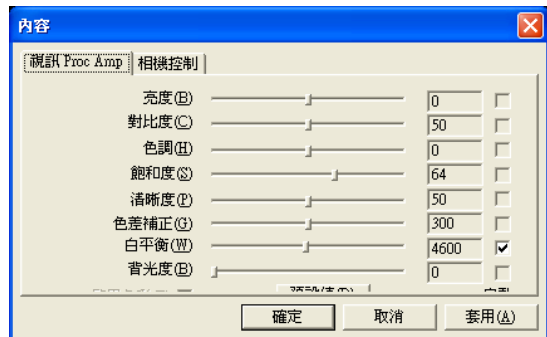 內容
視訊 Proc Amp 相機控制
亮度(B) 0
對比度(C) 50
色調(H) 0
飽和度(S) 64
清晰度(P) 50
色差補正(G) 300
白平衡(W) 4600
背光度(B) 0
確定 取消 套用(A)